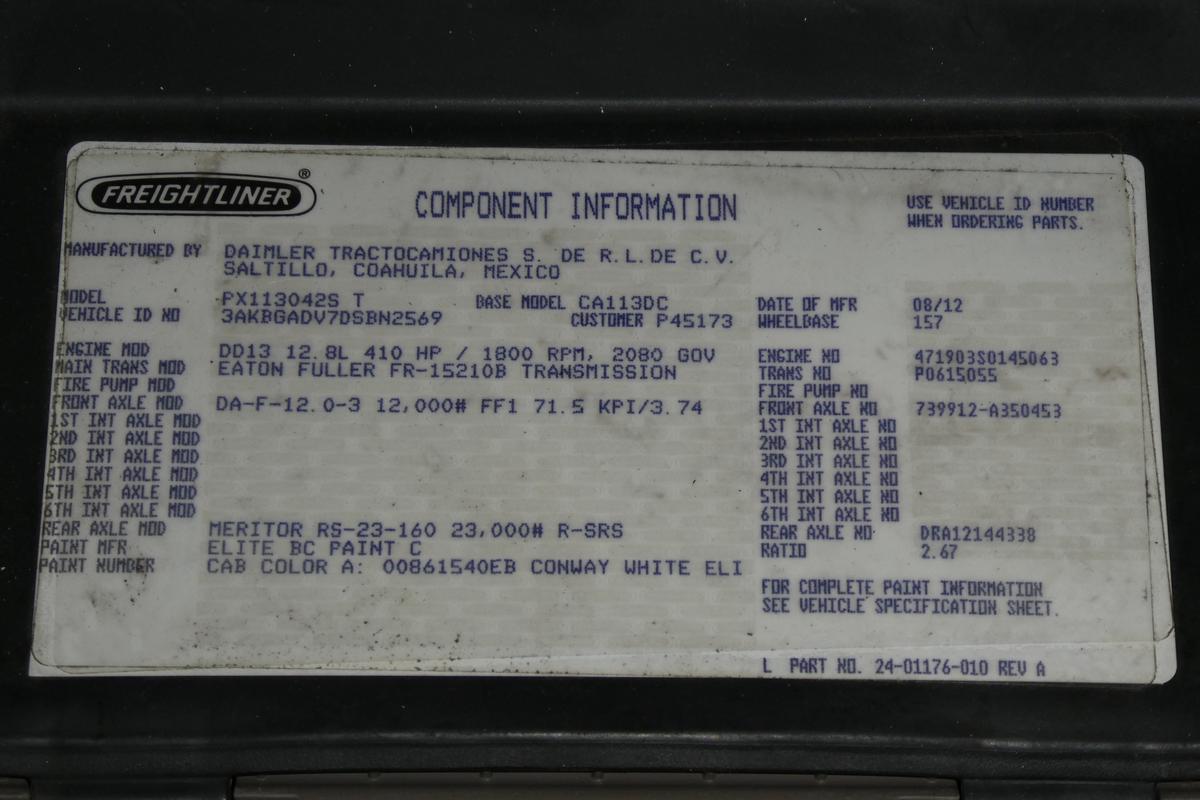 FREIGHTLINER®
COMPONENT INFORMATION
USE VEHICLE ID NUMBER
WHEN ORDERING PARTS.
MANUFACTURED BY DAIMLER TRACTOCAMIONES S. DE R.L.DE C.V.
SALTILLO, COAHUILA, MEXICO
MODEL PX113042S T BASE MODEL CA113DC DATE OF MFR 08/12
VEHICLE ID NO 3AKBGADV7DSBN2569 CUSTOMER P45173 WHEELBASE 157
ENGINE MOD DD13 12.8L 410 HP / 1800 RPM, 2080 GOV ENGINE NO 471903S0145063
MAIN TRANS MOD EATON FULLER FR-15210B TRANSMISSION TRANS NO P0615055
FIRE PUMP MOD FIRE PUMP NO
FRONT AXLE MOD DA-F-12.0-3 12,000# FF1 71.5 KPI/3.74 FRONT AXLE NO 739912-A350453
1ST INT AXLE MOD 1ST INT AXLE NO
2ND INT AXLE MOD 2ND INT AXLE NO
3RD INT AXLE MOD 3RD INT AXLE NO
4TH INT AXLE MOD 4TH INT AXLE NO
5TH INT AXLE MOD 5TH INT AXLE NO
6TH INT AXLE MOD 6TH INT AXLE NO
REAR AXLE MOD MERITOR RS-23-160 23,000# R-SRS REAR AXLE NO DRA12144338
PAINT MFR ELITE BC PAINT C RATIO 2.67
PAINT NUMBER CAB COLOR A: 00861540EB CONWAY WHITE ELI
FOR COMPLETE PAINT INFORMATION
SEE VEHICLE SPECIFICATION SHEET.
L PART NO. 24-01176-010 REV A